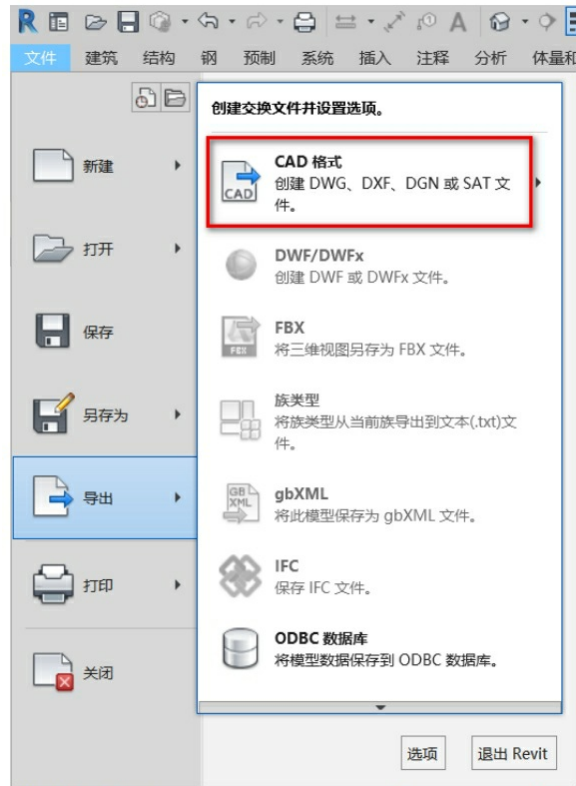 文件 建筑 结构 钢 预制 系统 插入 注释 分析 体量和
创建交换文件并设置选项。
新建
打开
保存
另存为
导出
打印
关闭
CAD
CAD 格式
创建 DWG、DXF、DGN 或 SAT 文
件。
DWF/DWFx
创建 DWF 或 DWFx 文件。
FBX
FBX
将三维视图另存为 FBX 文件。
族类型
将族类型从当前族导出到文本(.txt)文
件。
GB
XML
gbXML
将此模型保存为 gbXML 文件。
IFC
保存 IFC 文件。
ODBC 数据库
将模型数据保存到 ODBC 数据库。
选项 退出 Revit